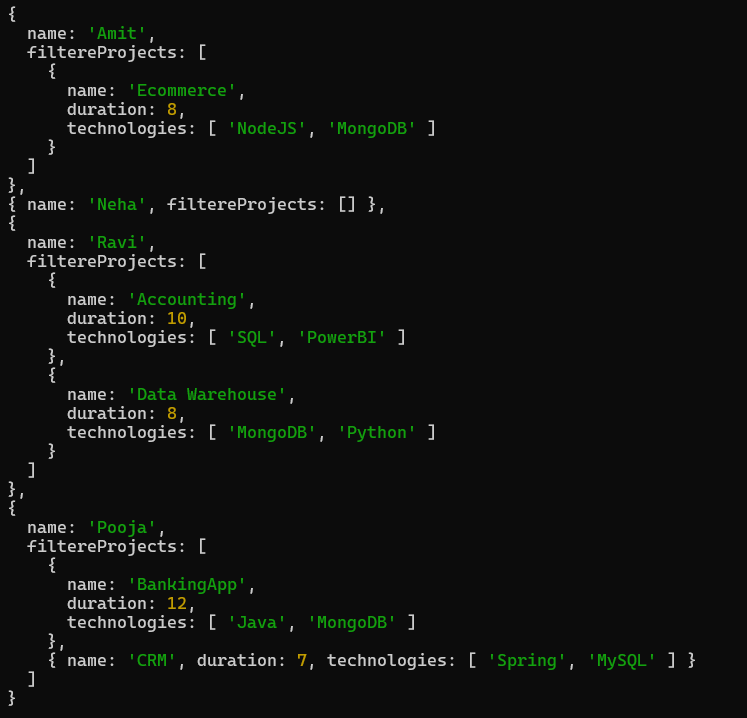 {
  name: 'Amit',
  filtereProjects: [
    {
      name: 'Ecommerce',
      duration: 8,
      technologies: [ 'NodeJS', 'MongoDB' ]
    }
  ]
},
{ name: 'Neha', filtereProjects: [] },
{
  name: 'Ravi',
  filtereProjects: [
    {
      name: 'Accounting',
      duration: 10,
      technologies: [ 'SQL', 'PowerBI' ]
    },
    {
      name: 'Data Warehouse',
      duration: 8,
      technologies: [ 'MongoDB', 'Python' ]
    }
  ]
},
{
  name: 'Pooja',
  filtereProjects: [
    {
      name: 'BankingApp',
      duration: 12,
      technologies: [ 'Java', 'MongoDB' ]
    },
    { name: 'CRM', duration: 7, technologies: [ 'Spring', 'MySQL' ] }
  ]
}